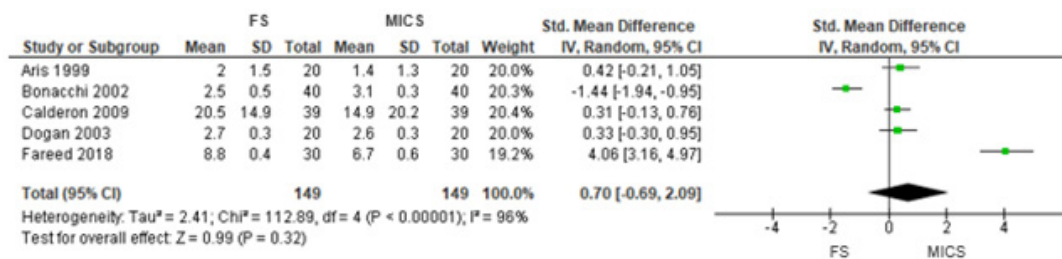 FS MICS Std. Mean Difference Std. Mean Difference
Study or Subgroup Mean SD Total Mean SD Total Weight IV, Random, 95% CI IV, Random, 95% CI
Aris 1999 2 1.5 20 1.4 1.3 20 20.0% 0.42 [-0.21, 1.05]
Bonacchi 2002 2.5 0.5 40 3.1 0.3 40 20.3% -1.44 [-1.94, -0.95]
Calderon 2009 20.5 14.9 39 14.9 20.2 39 20.4% 0.31 [-0.13, 0.76]
Dogan 2003 2.7 0.3 20 2.6 0.3 20 20.0% 0.33 [-0.30, 0.95]
Fareed 2018 8.8 0.4 30 6.7 0.6 30 19.2% 4.06 [3.16, 4.97]
Total (95% CI) 149 149 100.0% 0.70 [-0.69, 2.09]
Heterogeneity: Tau² = 2.41; Chi² = 112.89, df = 4 (P < 0.00001); I² = 96%
Test for overall effect: Z = 0.99 (P = 0.32)
-4 -2 0 2 4
FS MICS